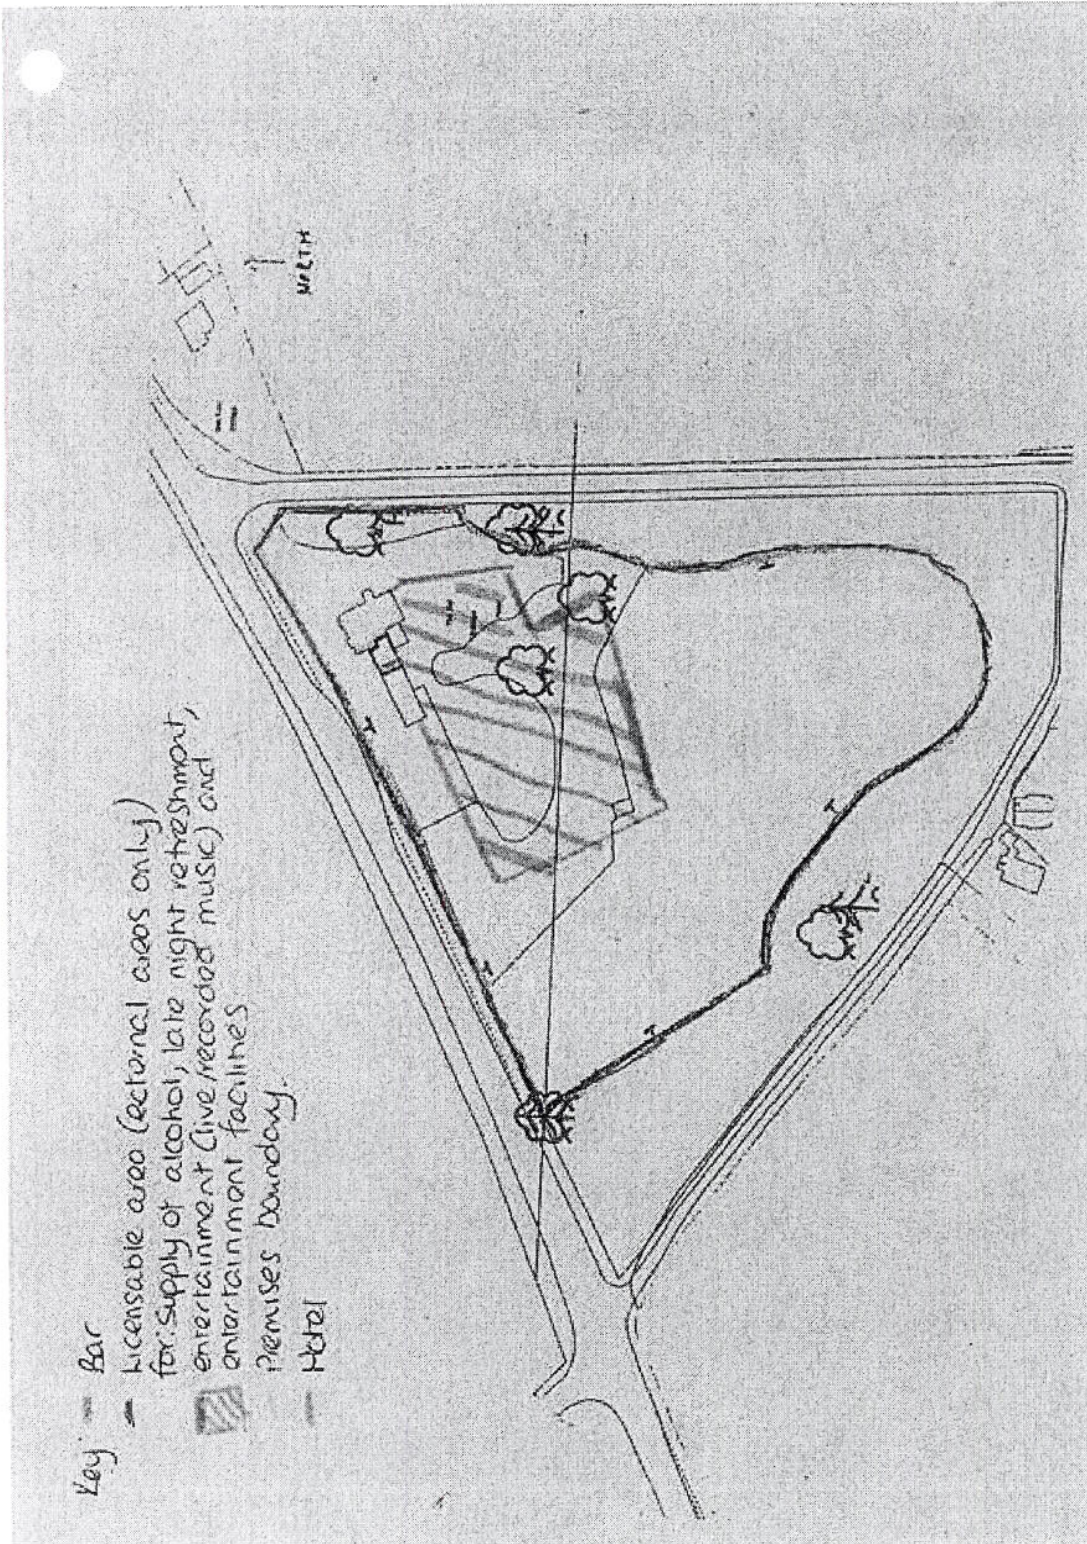 Key
Bar
Licensable area (external areas only)
for: supply of alcohol, late night refreshment,
entertainment (live/recorded music) and
entertainment facilities
Premises boundary.
Hotel
NORTH